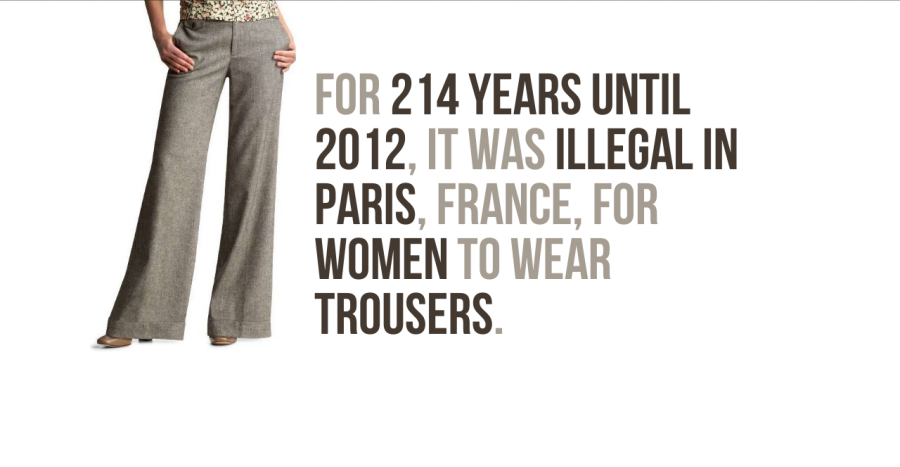 FOR 214 YEARS UNTIL
2012, IT WAS ILLEGAL IN
PARIS, FRANCE, FOR
WOMEN TO WEAR
TROUSERS.